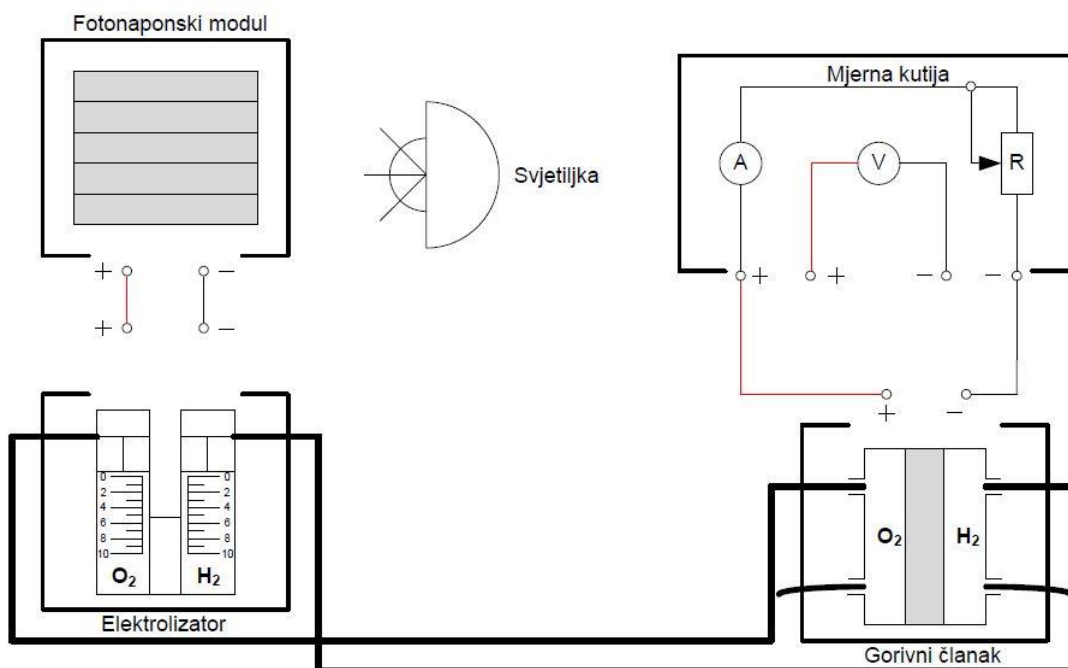 Fotonaponski modul
Svjetiljka
Mjerna kutija
A
V
R
+ −
+ −
+ + − −
+ −
0 0
2 2
4 4
6 6
8 8
10 10
O₂ H₂
Elektrolizator
O₂ H₂
Gorivni članak